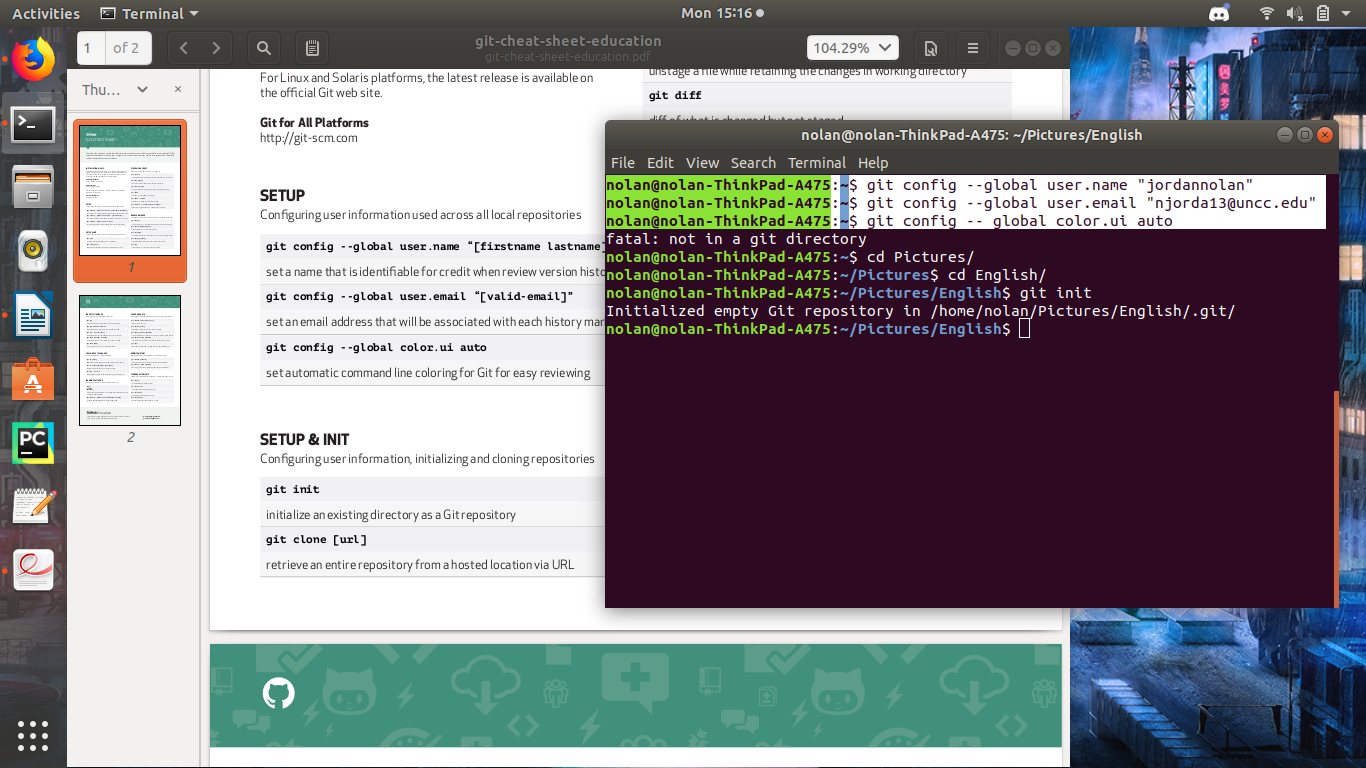 Activities
Terminal
Mon 15:16
1
of 2
git-cheat-sheet-education
git-cheat-sheet-education.pdf
104.29%
Thu…
1
2
For Linux and Solaris platforms, the latest release is available on
the official Git web site.
Git for All Platforms
http://git-scm.com
SETUP
Configuring user information used across all local repositories
git config --global user.name “[firstname lastname]
set a name that is identifiable for credit when review version histo
git config --global user.email “[valid-email]”
set an email address that will be associated with each history mar
git config --global color.ui auto
set automatic command line coloring for Git for easy reviewing
SETUP & INIT
Configuring user information, initializing and cloning repositories
git init
initialize an existing directory as a Git repository
git clone [url]
retrieve an entire repository from a hosted location via URL
unstage a file while retaining the changes in working directory
git diff
diff of what is changed but not staged
nolan@nolan-ThinkPad-A475: ~/Pictures/English
File Edit View Search Terminal Help
nolan@nolan-ThinkPad-A475:~$ git config --global user.name "jordannolan"
nolan@nolan-ThinkPad-A475:~$ git config --global user.email "njorda13@uncc.edu"
nolan@nolan-ThinkPad-A475:~$ git config -- global color.ui auto
fatal: not in a git directory
nolan@nolan-ThinkPad-A475:~$ cd Pictures/
nolan@nolan-ThinkPad-A475:~/Pictures$ cd English/
nolan@nolan-ThinkPad-A475:~/Pictures/English$ git init
Initialized empty Git repository in /home/nolan/Pictures/English/.git/
nolan@nolan-ThinkPad-A475:~/Pictures/English$
PC